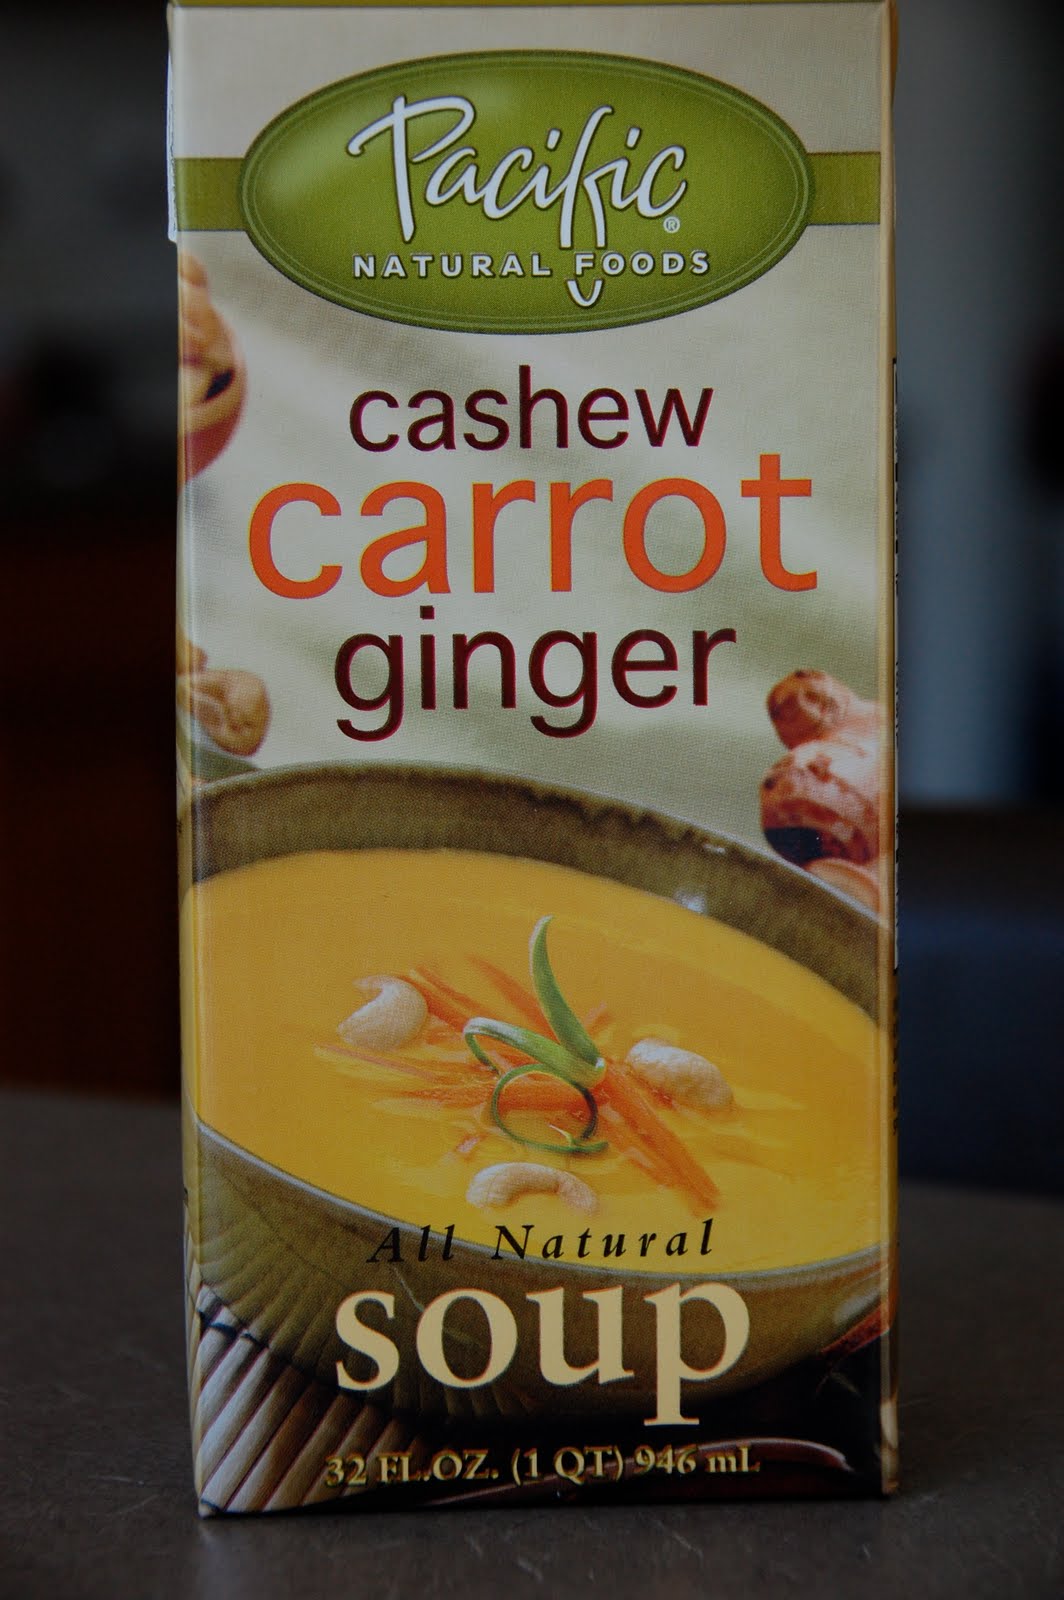 Pacific®
NATURAL FOODS
cashew
carrot
ginger
All Natural
soup
32 FL.OZ. (1 QT) 946 mL